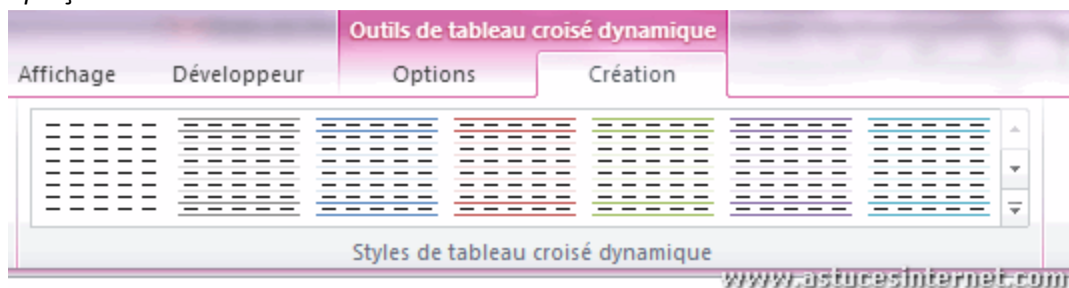 Outils de tableau croisé dynamique
Affichage Développeur Options Création
Styles de tableau croisé dynamique
www.astucesinternet.com